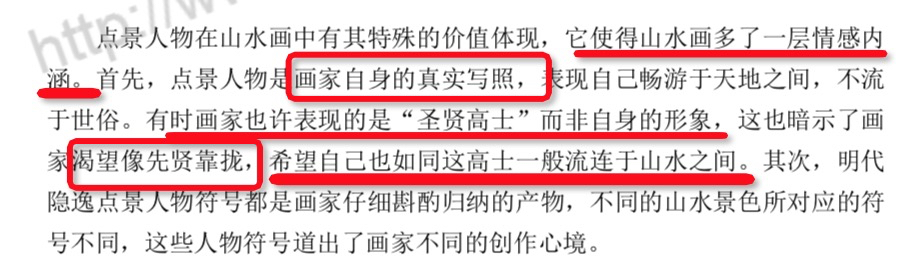 http://w
点景人物在山水画中有其特殊的价值体现，它使得山水画多了一层情感内
涵。首先，点景人物是画家自身的真实写照，表现自己畅游于天地之间，不流
于世俗。有时画家也许表现的是“圣贤高士”而非自身的形象，这也暗示了画
家渴望像先贤靠拢，希望自己也如同这高士一般流连于山水之间。其次，明代
隐逸点景人物符号都是画家仔细斟酌归纳的产物，不同的山水景色所对应的符
号不同，这些人物符号道出了画家不同的创作心境。